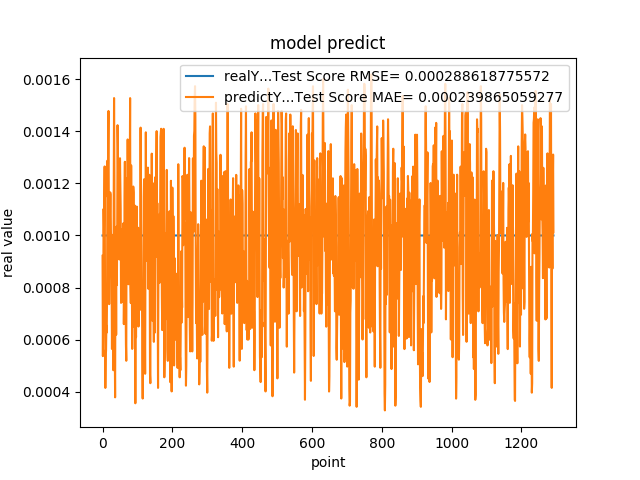 model predict
realY...Test Score RMSE= 0.000288618775572
predictY...Test Score MAE= 0.000239865059277
0.0016
0.0014
0.0012
0.0010
0.0008
0.0006
0.0004
real value
0 200 400 600 800 1000 1200
point